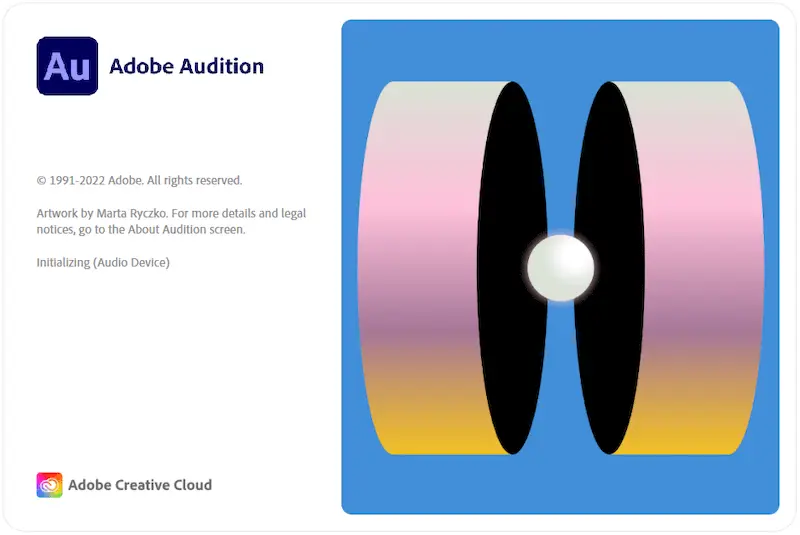 Au
Adobe Audition
© 1991-2022 Adobe. All rights reserved.
Artwork by Marta Ryczko. For more details and legal
notices, go to the About Audition screen.
Initializing (Audio Device)
Adobe Creative Cloud